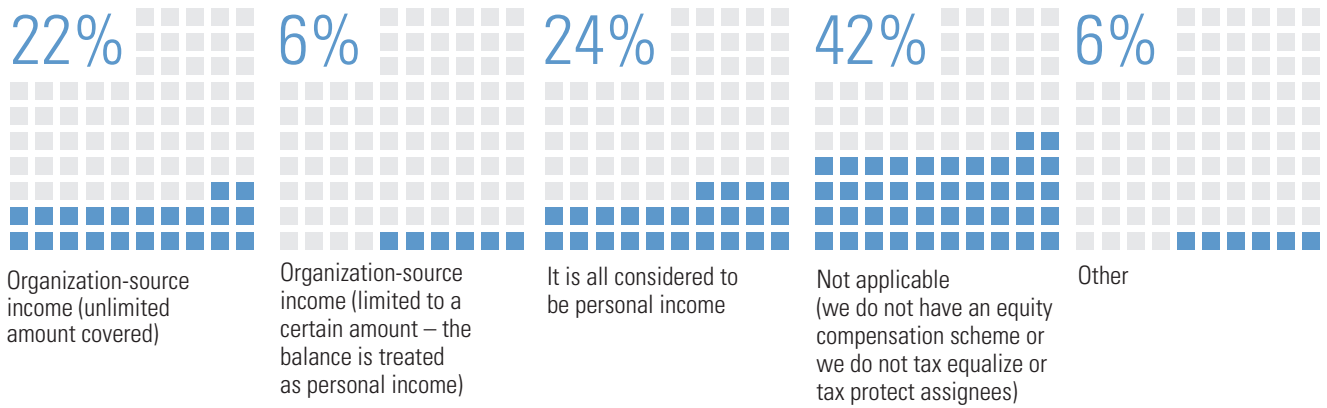 22%
Organization-source
income (unlimited
amount covered)
6%
Organization-source
income (limited to a
certain amount – the
balance is treated
as personal income)
24%
It is all considered to
be personal income
42%
Not applicable
(we do not have an equity
compensation scheme or
we do not tax equalize or
tax protect assignees)
6%
Other